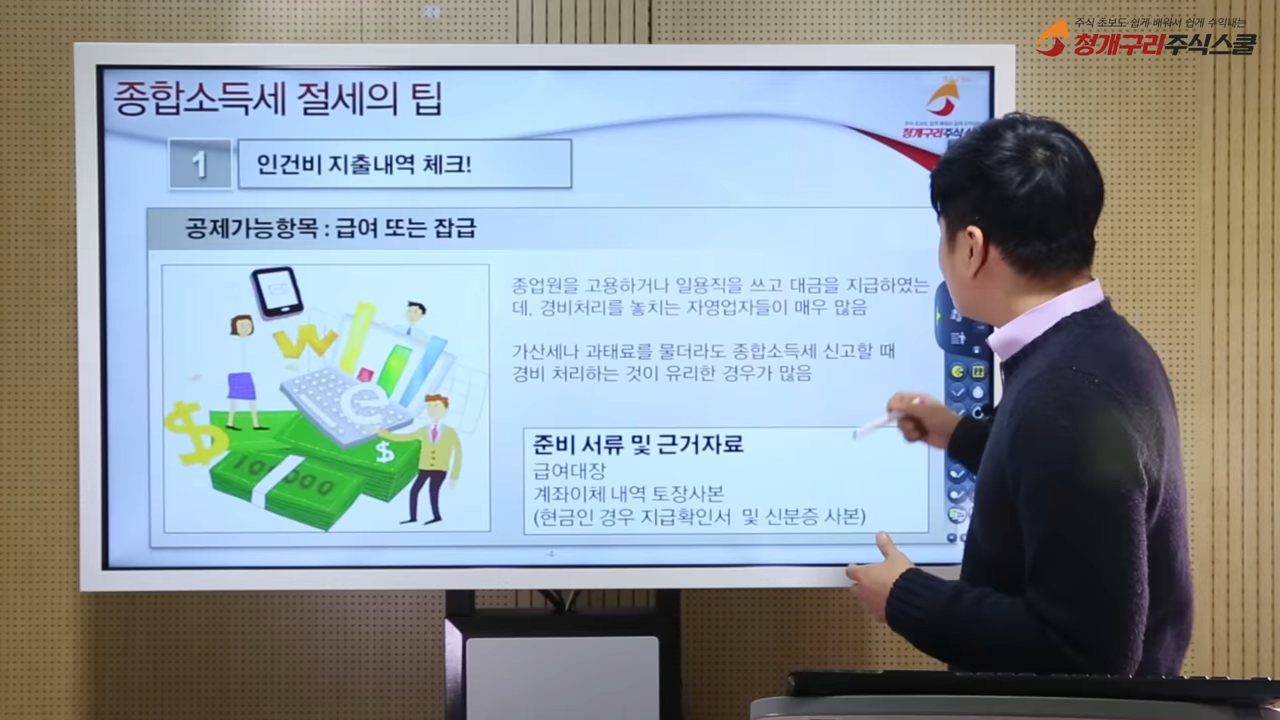 주식 초보도 쉽게 배워서 쉽게 수익내는
청개구리주식스쿨
종합소득세 절세의 팁
청개구리주식
1
인건비 지출내역 체크!
공제가능항목 : 급여 또는 잡급
종업원을 고용하거나 일용직을 쓰고 대금을 지급하였는
데, 경비처리를 놓치는 자영업자들이 매우 많음
가산세나 과태료를 물더라도 종합소득세 신고할 때
경비 처리하는 것이 유리한 경우가 많음
W
e
$
$
100000
준비 서류 및 근거자료
급여대장
계좌이체 내역 토장사본
(현금인 경우 지급확인서 및 신분증 사본)